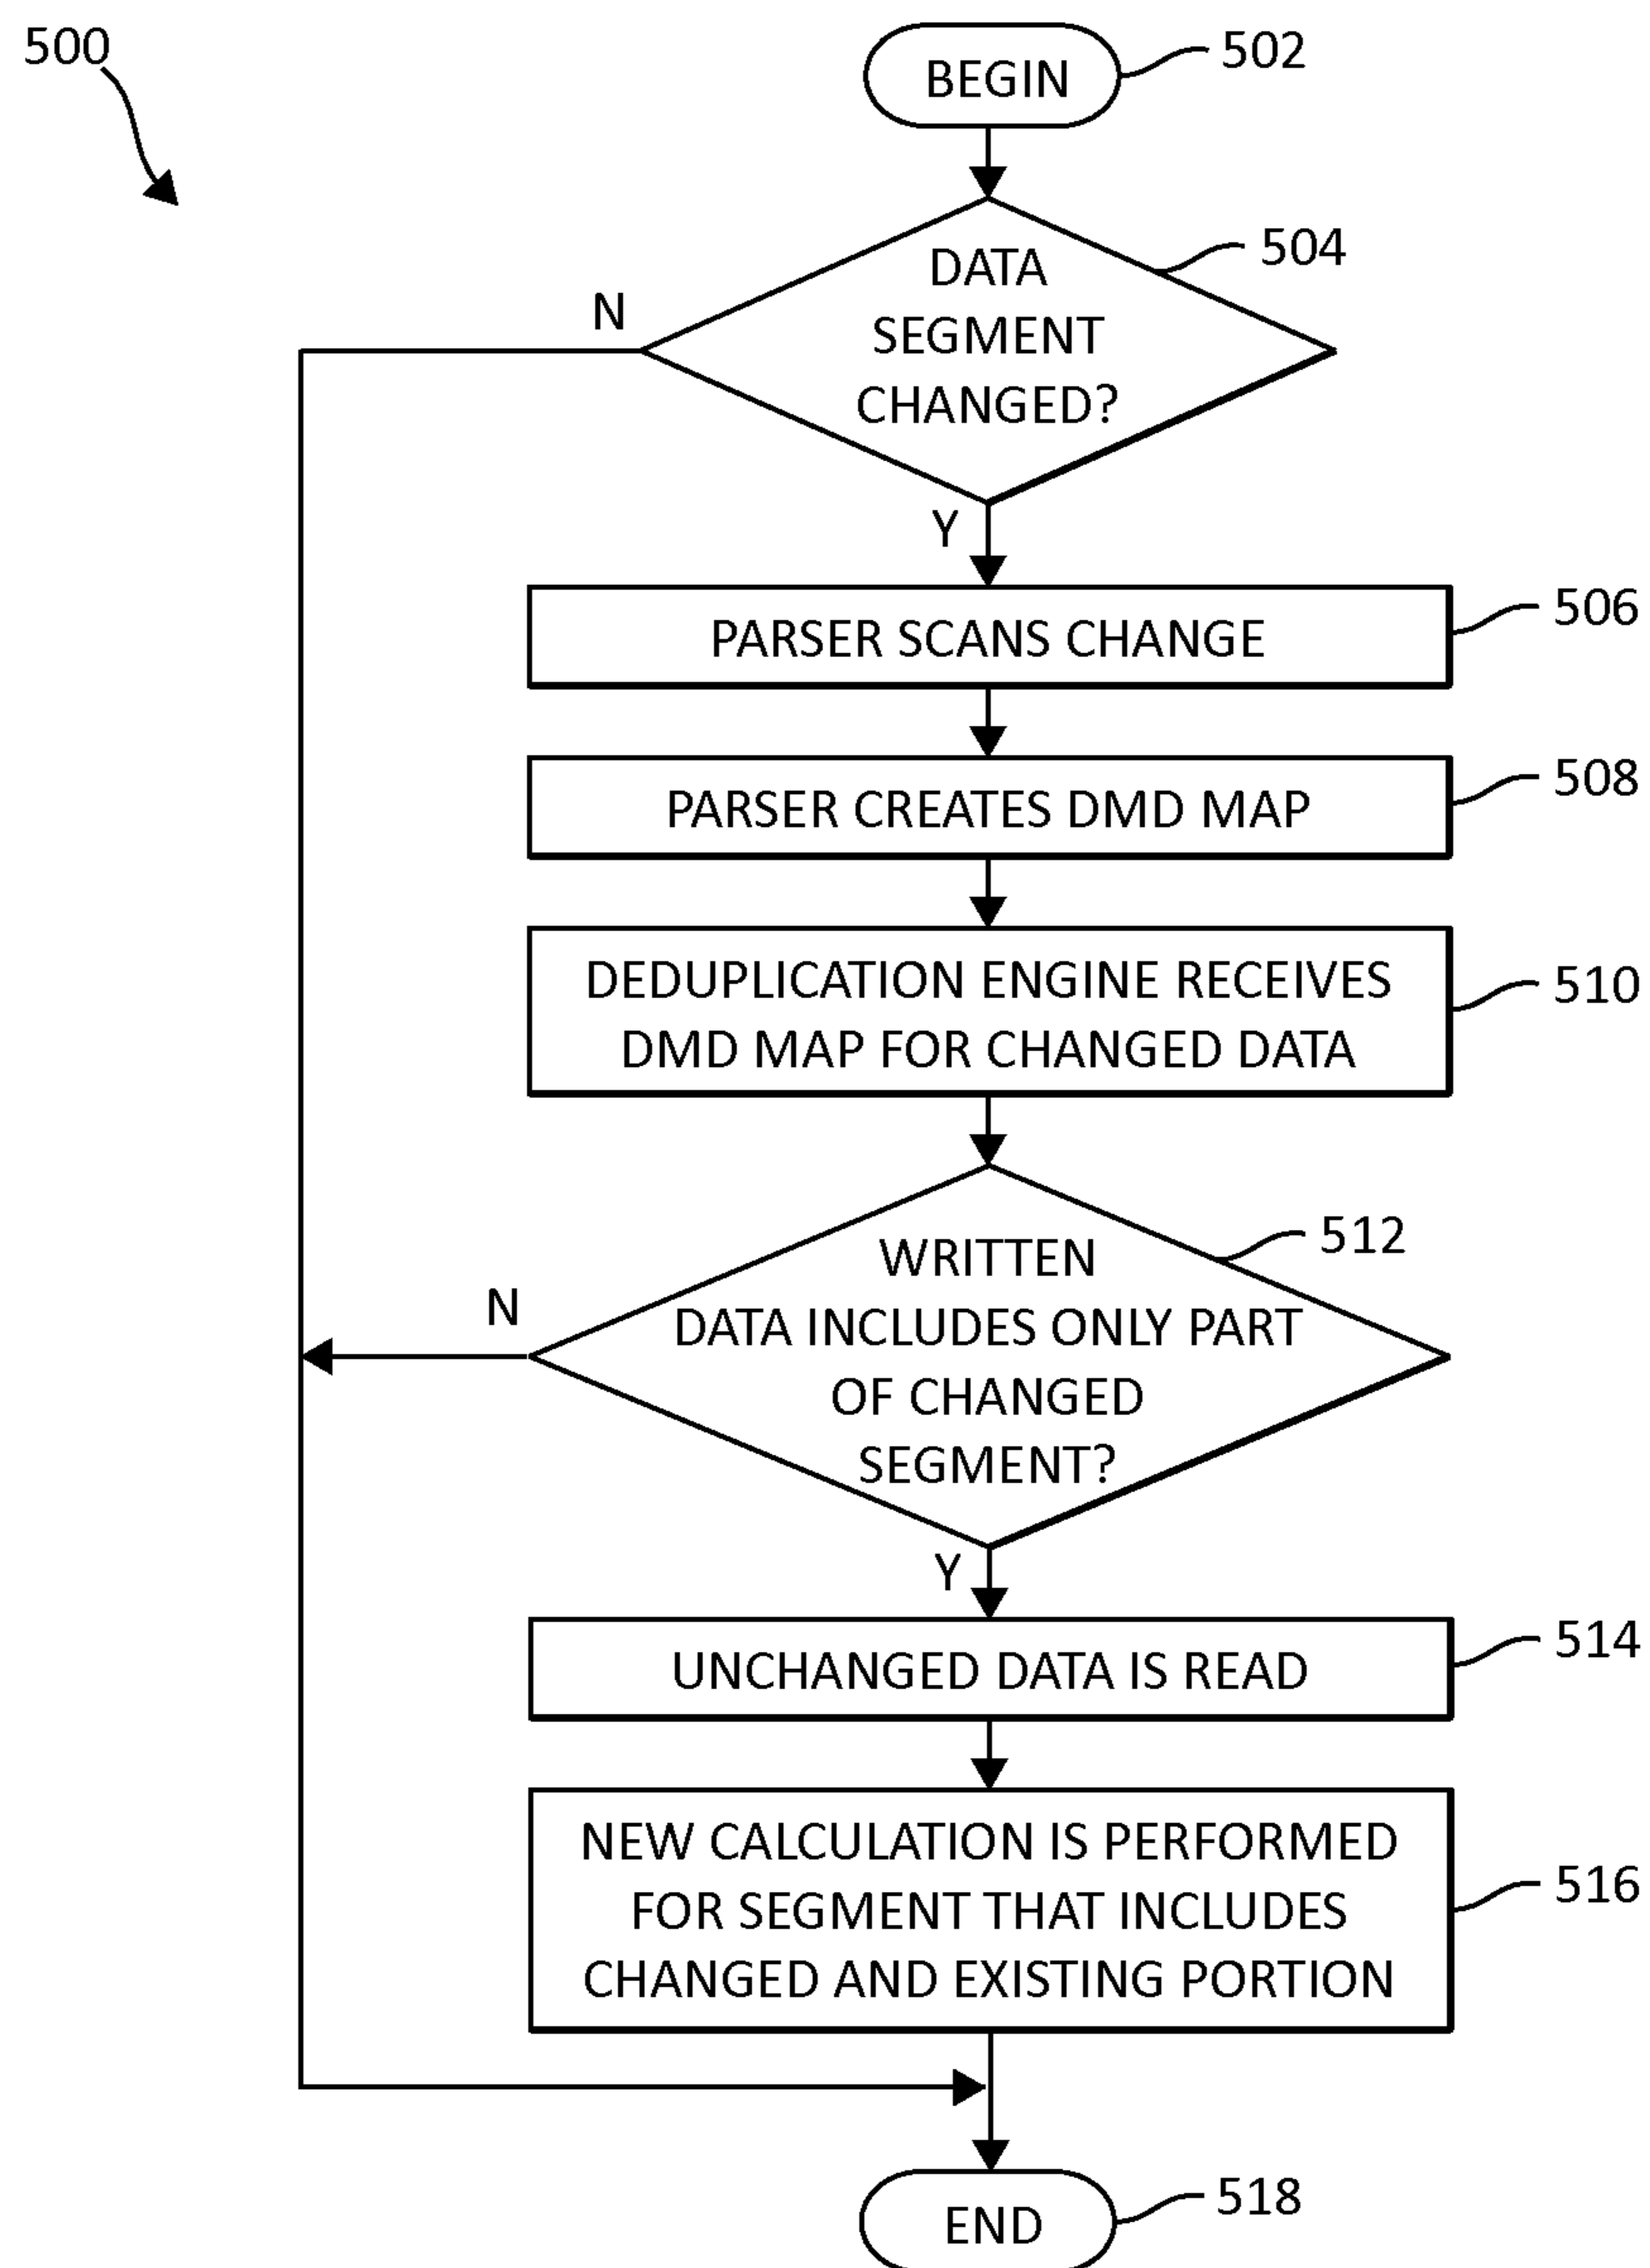 500
BEGIN
502
DATA
SEGMENT
CHANGED?
504
N
Y
PARSER SCANS CHANGE
506
PARSER CREATES DMD MAP
508
DEDUPLICATION ENGINE RECEIVES
DMD MAP FOR CHANGED DATA
510
WRITTEN
DATA INCLUDES ONLY PART
OF CHANGED
SEGMENT?
512
N
Y
UNCHANGED DATA IS READ
514
NEW CALCULATION IS PERFORMED
FOR SEGMENT THAT INCLUDES
CHANGED AND EXISTING PORTION
516
END
518